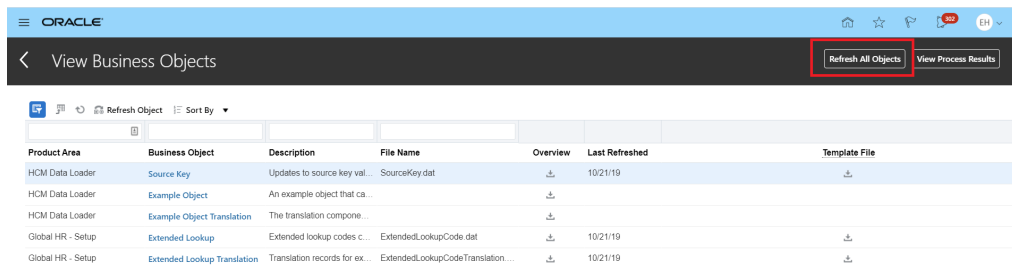 ORACLE
302
EH
View Business Objects
Refresh All Objects
View Process Results
Refresh Object
Sort By
Product Area Business Object Description File Name Overview Last Refreshed Template File
HCM Data Loader Source Key Updates to source key val... SourceKey.dat 10/21/19
HCM Data Loader Example Object An example object that ca...
HCM Data Loader Example Object Translation The translation compone...
Global HR - Setup Extended Lookup Extended lookup codes c... ExtendedLookupCode.dat 10/21/19
Global HR - Setup Extended Lookup Translation Translation records for ex... ExtendedLookupCodeTranslation.... 10/21/19